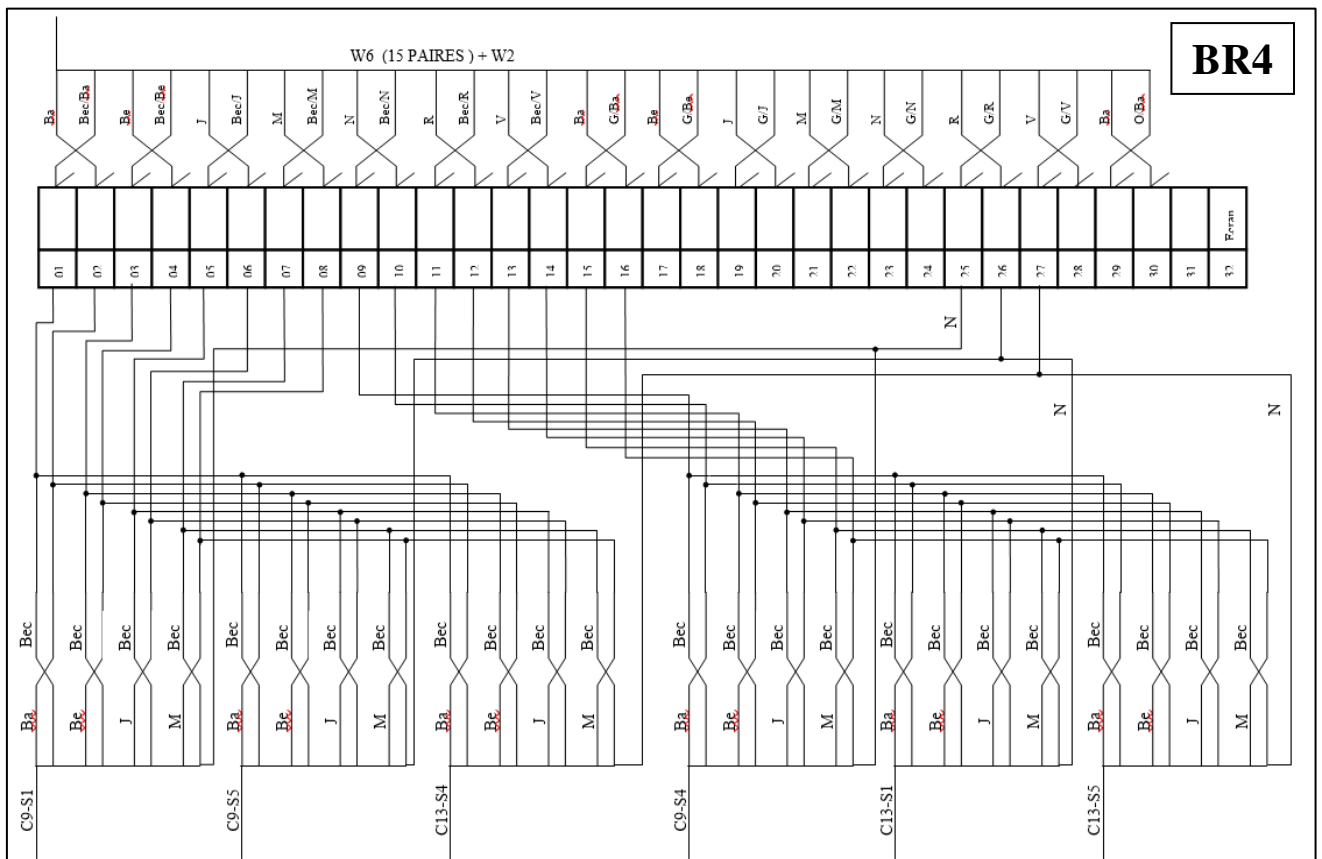 BR4
W6 (15 PAIRES ) + W2
Ba Bec/Ba Be Bec/Be J Bec/J M Bec/M N Bec/N R Bec/R V Bec/V Ba G/Ba Be G/Be J G/J M G/M N G/N R G/R V G/V Ba O/Ba
Ecran
01 02 03 04 05 06 07 08 09 10 11 12 13 14 15 16 17 18 19 20 21 22 23 24 25 26 27 28 29 30 31 32
N
N N
Bec Bec Bec Bec Bec Bec Bec Bec Bec Bec Bec Bec Bec Bec Bec Bec Bec Bec Bec Bec Bec Bec Bec Bec
Ba Be J M Ba Be J M Ba Be J M Ba Be J M Ba Be J M Ba Be J M
C9-S1 C9-S5 C13-S4 C9-S4 C13-S1 C13-S5